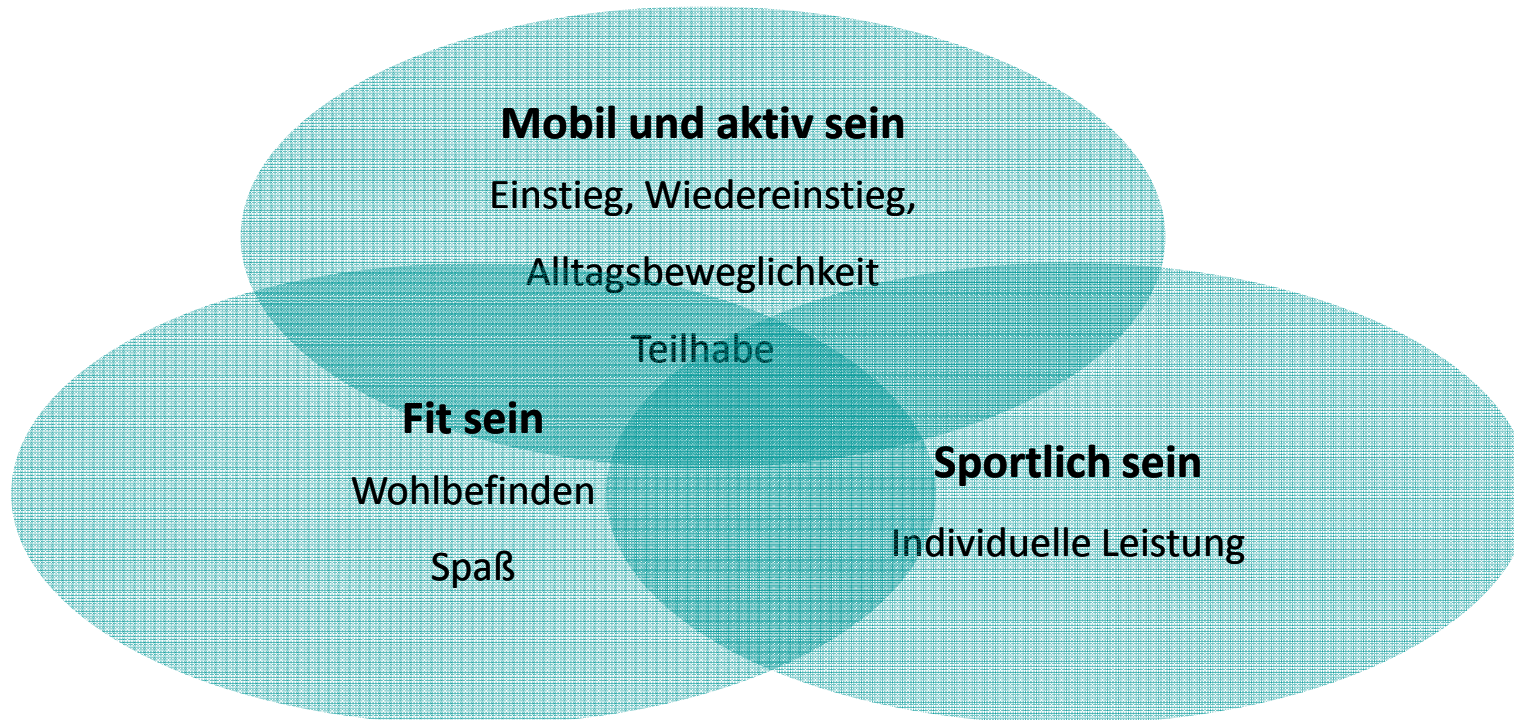 Mobil und aktiv sein
Einstieg, Wiedereinstieg,
Alltagsbeweglichkeit
Teilhabe
Fit sein
Wohlbefinden
Spaß
Sportlich sein
Individuelle Leistung